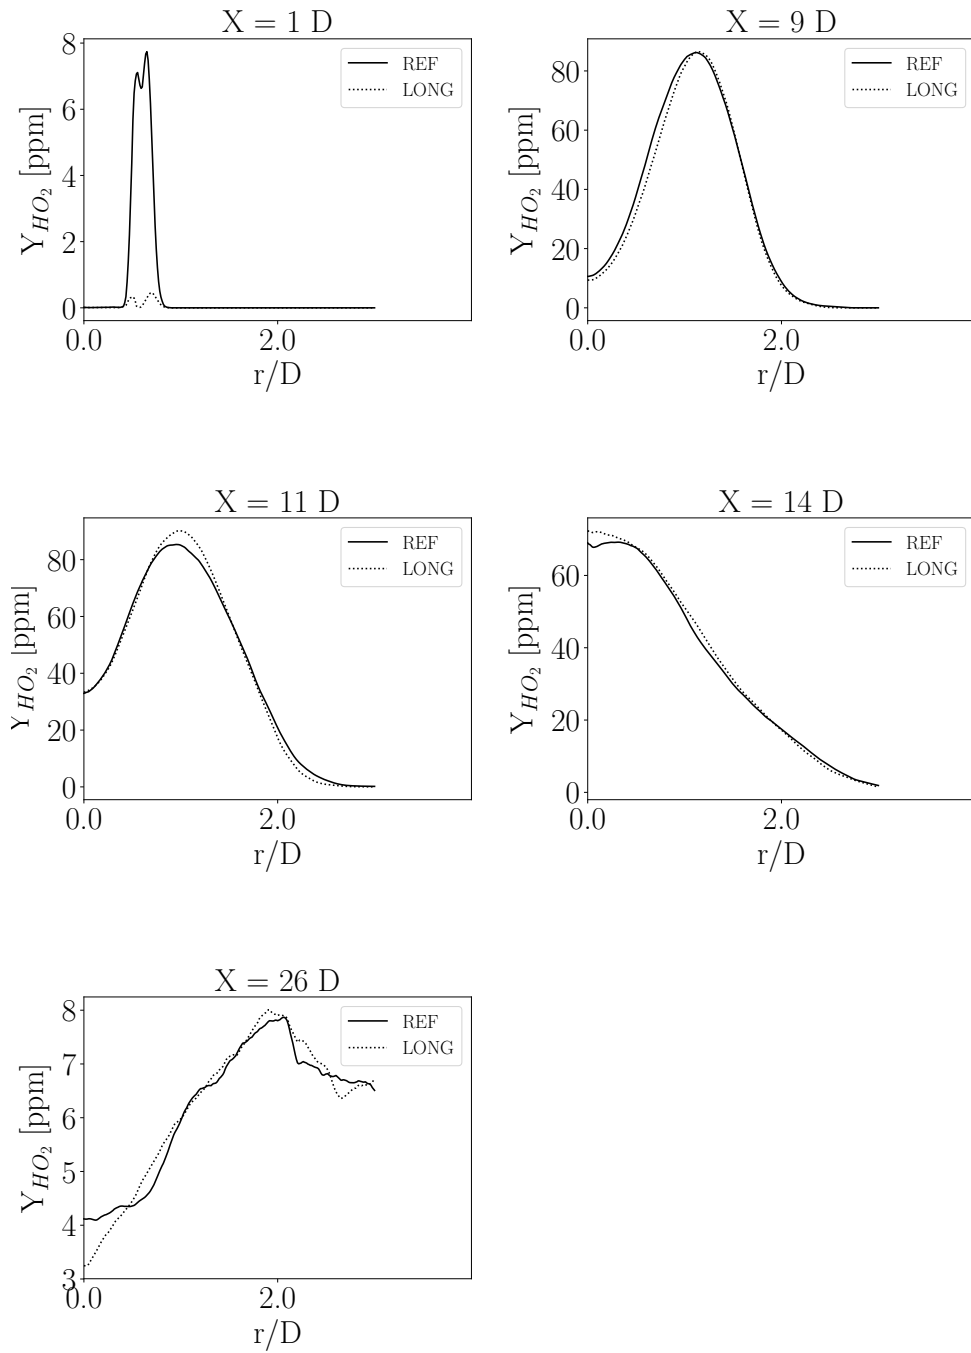 X = 1 D
Y_{HO_2} [ppm]
8
6
4
2
0
0.0
2.0
r/D
REF
LONG
X = 9 D
Y_{HO_2} [ppm]
80
60
40
20
0
0.0
2.0
r/D
REF
LONG
X = 11 D
Y_{HO_2} [ppm]
80
60
40
20
0
0.0
2.0
r/D
REF
LONG
X = 14 D
Y_{HO_2} [ppm]
60
40
20
0
0.0
2.0
r/D
REF
LONG
X = 26 D
Y_{HO_2} [ppm]
8
7
6
5
4
3
0.0
2.0
r/D
REF
LONG